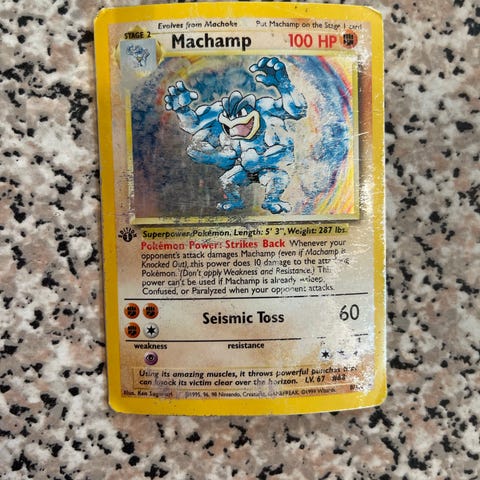 Evolves from Machoke Put Machamp on the Stage 1 card
STAGE 2
Machamp 100 HP
EDITION
1
Superpower Pokémon. Length: 5' 3", Weight: 287 lbs.
Pokémon Power: Strikes Back Whenever your
opponent's attack damages Machamp (even if Machamp is
Knocked Out), this power does 10 damage to the attacking
Pokémon. (Don't apply Weakness and Resistance.) This
power can't be used if Machamp is already
Confused, or Paralyzed when your opponent attacks.
Seismic Toss 60
weakness resistance
Using its amazing muscles, it throws powerful punches that
can knock its victim clear over the horizon. LV. 67 #68
Illus. Ken ©1995, 96, 98 Nintendo, Creatures, GAMEFREAK. ©1999 Wizards